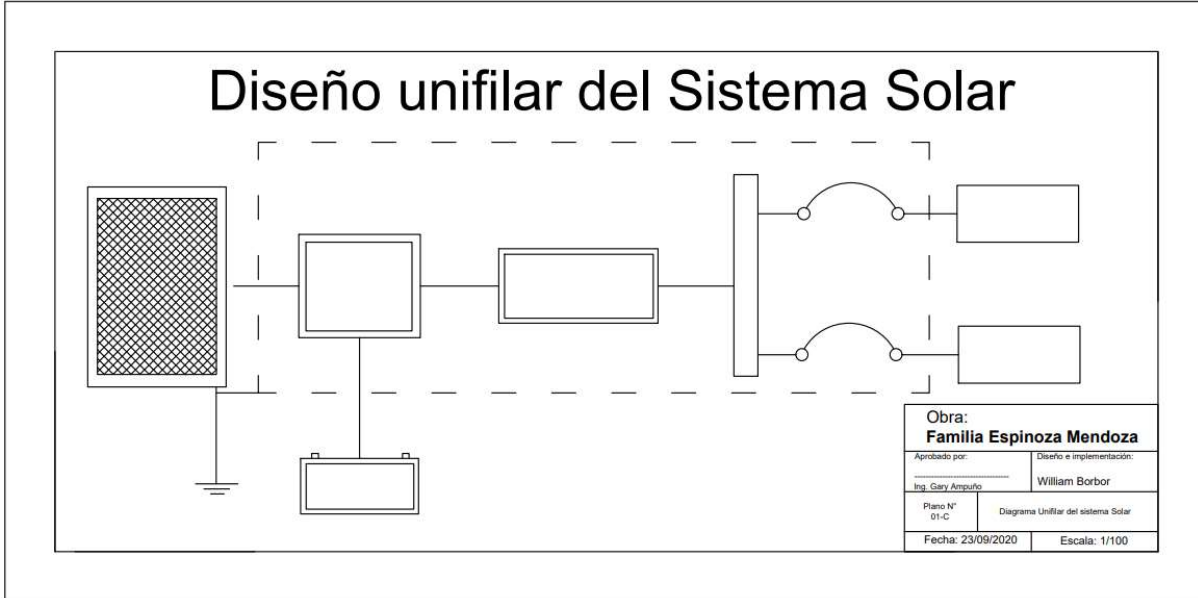 Diseño unifilar del Sistema Solar
Obra:
Familia Espinoza Mendoza
Aprobado por:
Ing. Gary Ampuño
Diseño e implementación:
William Borbor
Plano N°
01-C
Diagrama Unifilar del sistema Solar
Fecha: 23/09/2020
Escala: 1/100